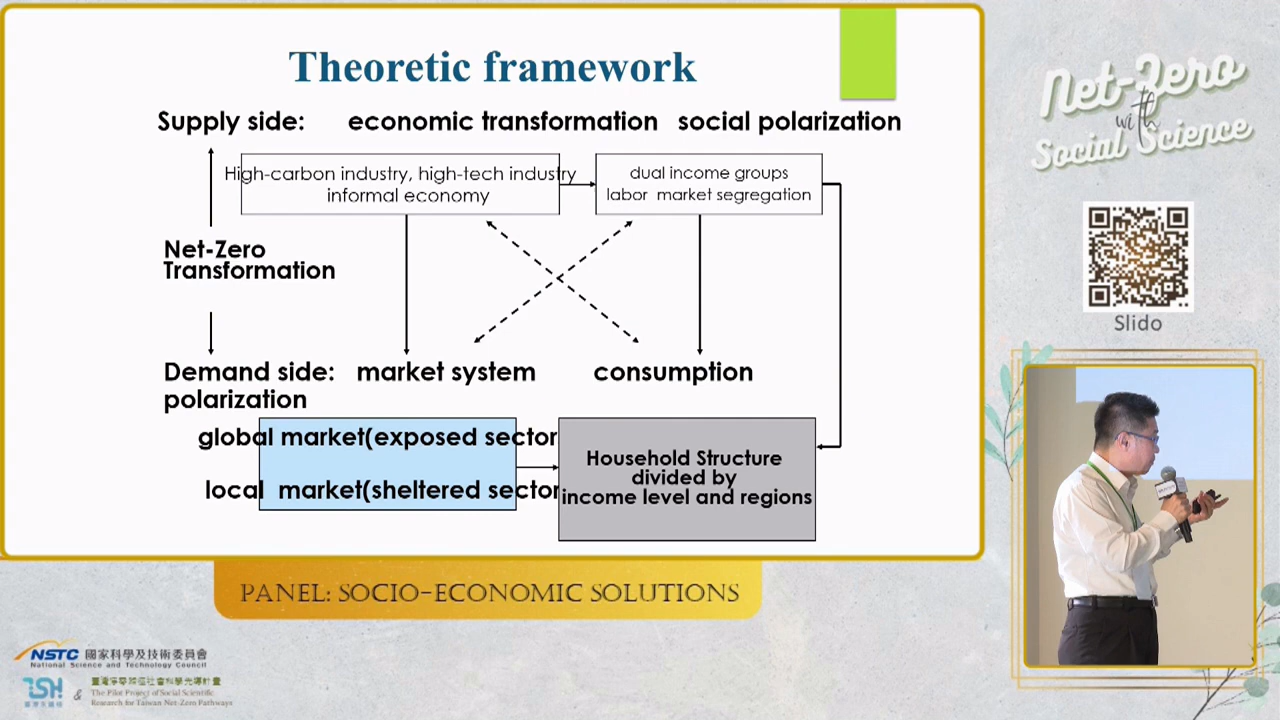 Theoretic framework
Supply side: economic transformation social polarization
High-carbon industry, high-tech industry
informal economy
dual income groups
labor market segregation
Net-Zero
Transformation
Demand side: market system consumption
polarization
global market(exposed sector
local market(sheltered sector
Household Structure
divided by
income level and regions
PANEL: SOCIO-ECONOMIC SOLUTIONS
Net-Zero
with
Social Science
Slido
NSTC 國家科學及技術委員會
National Science and Technology Council
&
臺灣淨零路徑社會科學先導計畫
The Pilot Project of Social Scientific
Research for Taiwan Net-Zero Pathways